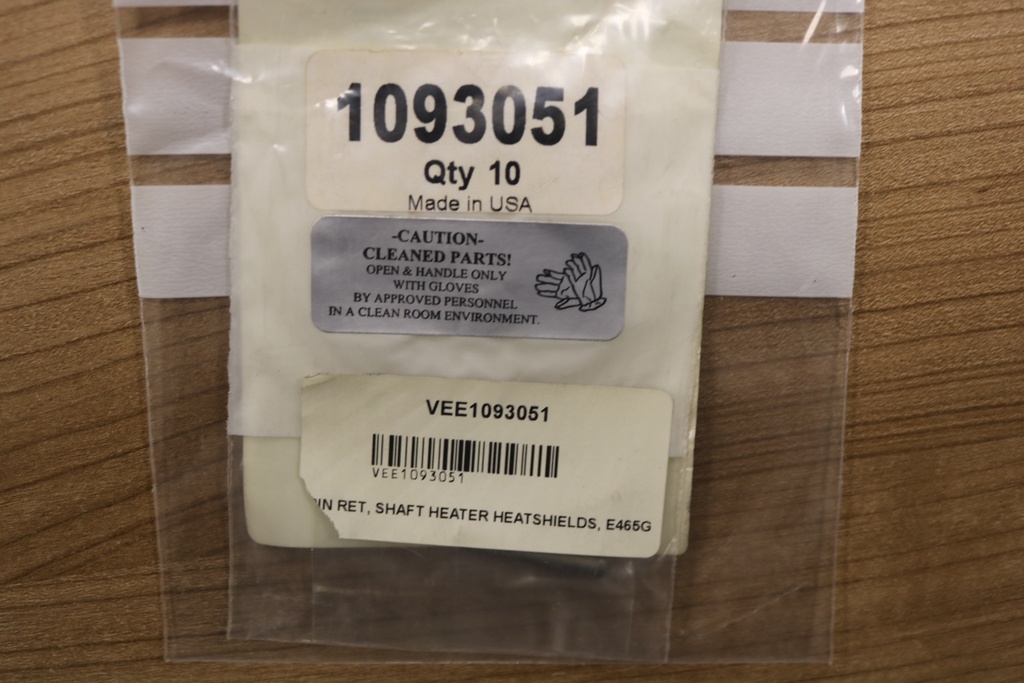 1093051
Qty 10
Made in USA
-CAUTION-
CLEANED PARTS!
OPEN & HANDLE ONLY
WITH GLOVES
BY APPROVED PERSONNEL
IN A CLEAN ROOM ENVIRONMENT.
VEE1093051
VEE1093051
IN RET, SHAFT HEATER HEATSHIELDS, E465G